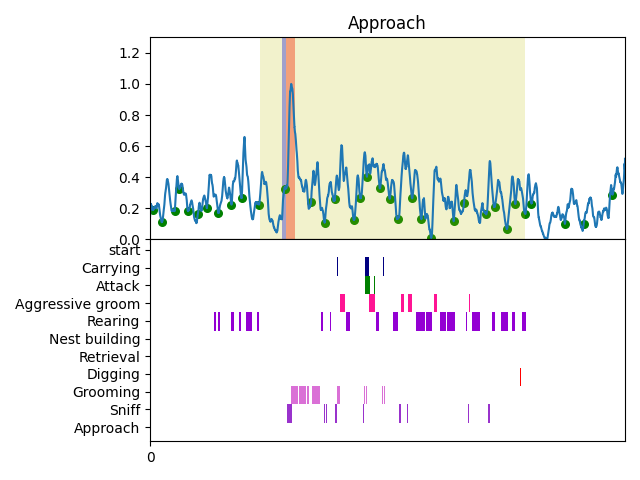 Approach
1.2
1.0
0.8
0.6
0.4
0.2
0.0
start
Carrying
Attack
Aggressive groom
Rearing
Nest building
Retrieval
Digging
Grooming
Sniff
Approach
0